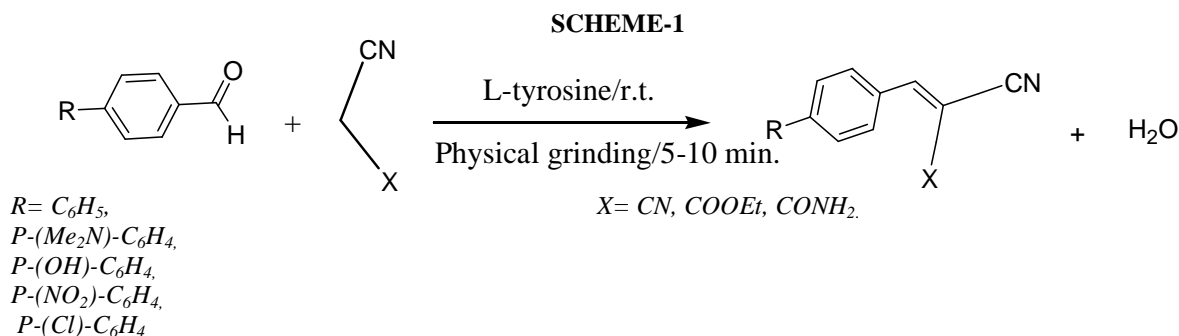 SCHEME-1
CN
O
R
H
+
X
L-tyrosine/r.t.
Physical grinding/5-10 min.
R
CN
X
+ H₂O
R= C₆H₅,
P-(Me₂N)-C₆H₄,
P-(OH)-C₆H₄,
P-(NO₂)-C₆H₄,
P-(Cl)-C₆H₄
X= CN, COOEt, CONH₂.